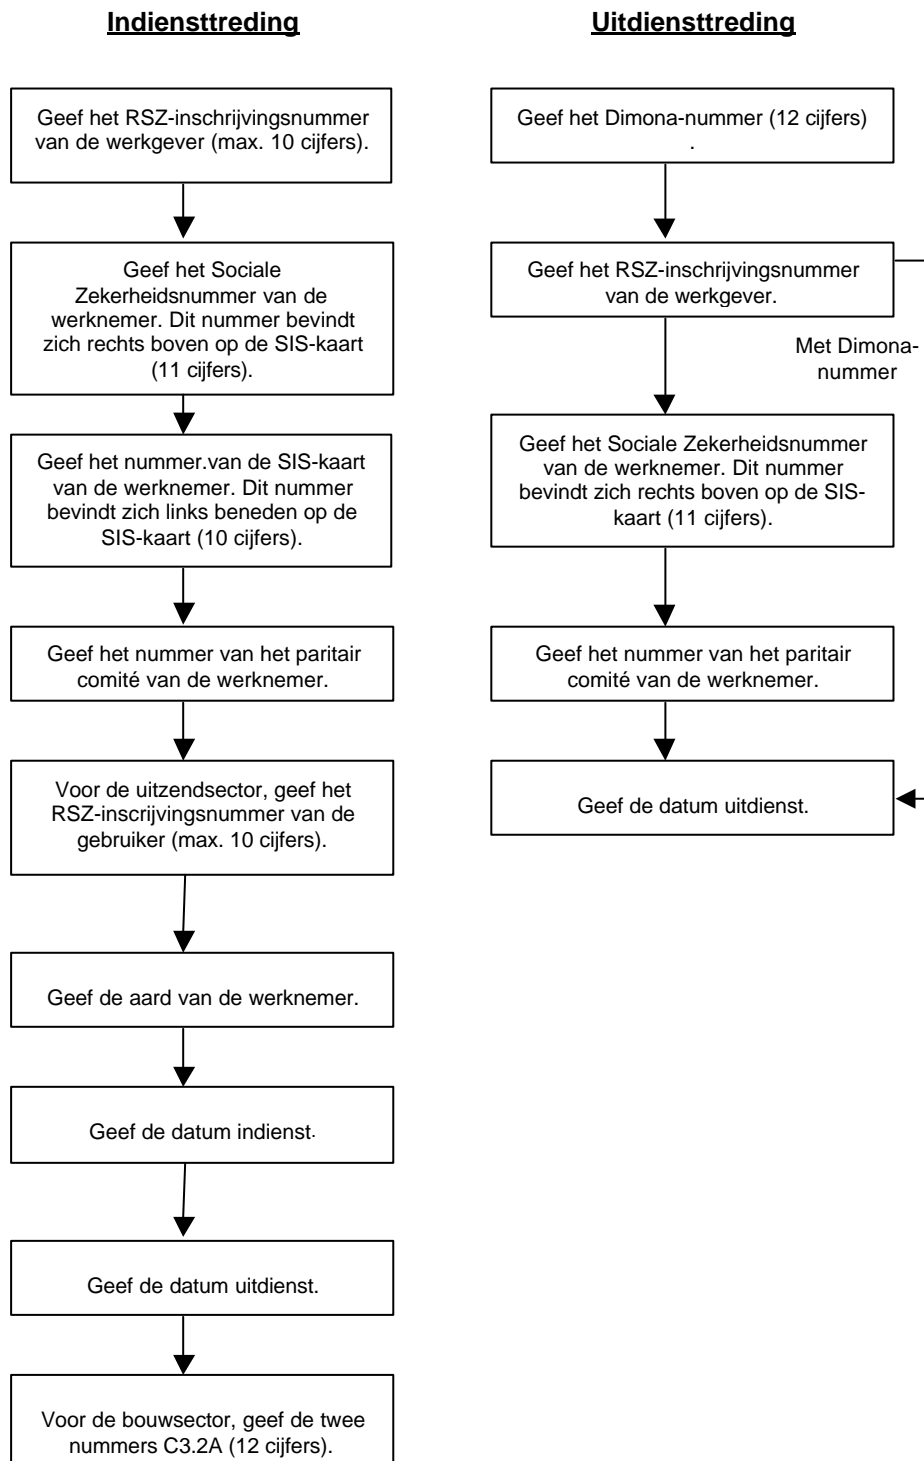 Indiensttreding
Geef het RSZ-inschrijvingsnummer
van de werkgever (max. 10 cijfers).
Geef het Sociale
Zekerheidsnummer van de
werknemer. Dit nummer bevindt
zich rechts boven op de SIS-kaart
(11 cijfers).
Geef het nummer.van de SIS-kaart
van de werknemer. Dit nummer
bevindt zich links beneden op de
SIS-kaart (10 cijfers).
Geef het nummer van het paritair
comité van de werknemer.
Voor de uitzendsector, geef het
RSZ-inscrijvingsnummer van de
gebruiker (max. 10 cijfers).
Geef de aard van de werknemer.
Geef de datum indienst.
Geef de datum uitdienst.
Voor de bouwsector, geef de twee
nummers C3.2A (12 cijfers).
Uitdiensttreding
Geef het Dimona-nummer (12 cijfers)
.
Geef het RSZ-inschrijvingsnummer
van de werkgever.
Met Dimona-
nummer
Geef het Sociale Zekerheidsnummer
van de werknemer. Dit nummer
bevindt zich rechts boven op de SIS-
kaart (11 cijfers).
Geef het nummer van het paritair
comité van de werknemer.
Geef de datum uitdienst.